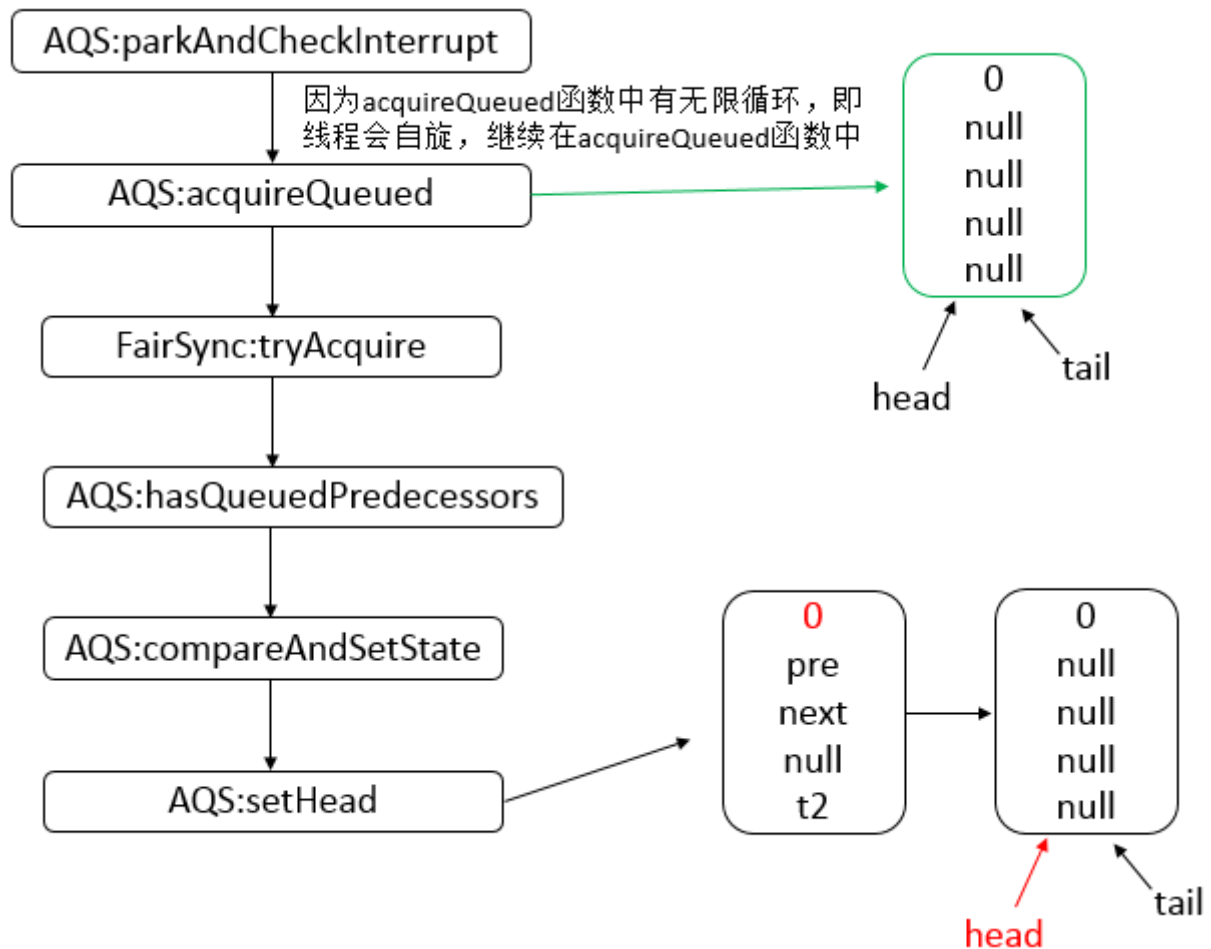 AQS:parkAndCheckInterrupt
因为acquireQueued函数中有无限循环，即
线程会自旋，继续在acquireQueued函数中
AQS:acquireQueued
0
null
null
null
null
head
tail
FairSync:tryAcquire
AQS:hasQueuedPredecessors
AQS:compareAndSetState
AQS:setHead
0
pre
next
null
t2
0
null
null
null
null
head
tail